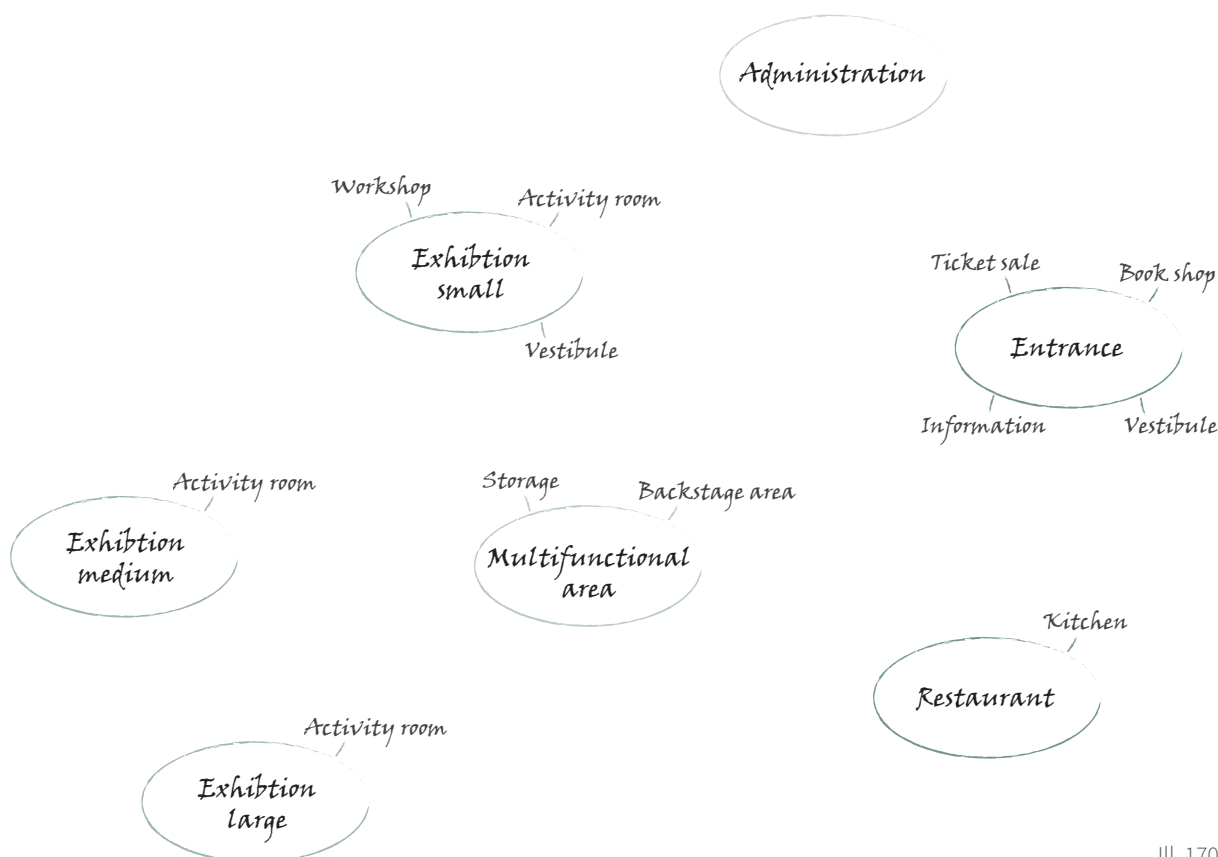 Administration
Workshop
Activity room
Exhibtion
small
Vestibule
Ticket sale
Book shop
Entrance
Information
Vestibule
Activity room
Exhibtion
medium
Storage
Backstage area
Multifunctional
area
Kitchen
Restaurant
Activity room
Exhibtion
large
Ill. 170